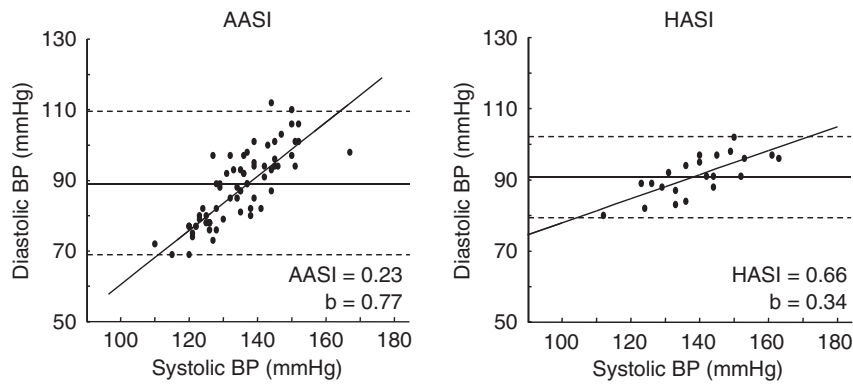 AASI
130
110
90
70
50
Diastolic BP (mmHg)
AASI = 0.23
b = 0.77
100 120 140 160 180
Systolic BP (mmHg)
HASI
130
110
90
70
50
Diastolic BP (mmHg)
HASI = 0.66
b = 0.34
100 120 140 160 180
Systolic BP (mmHg)